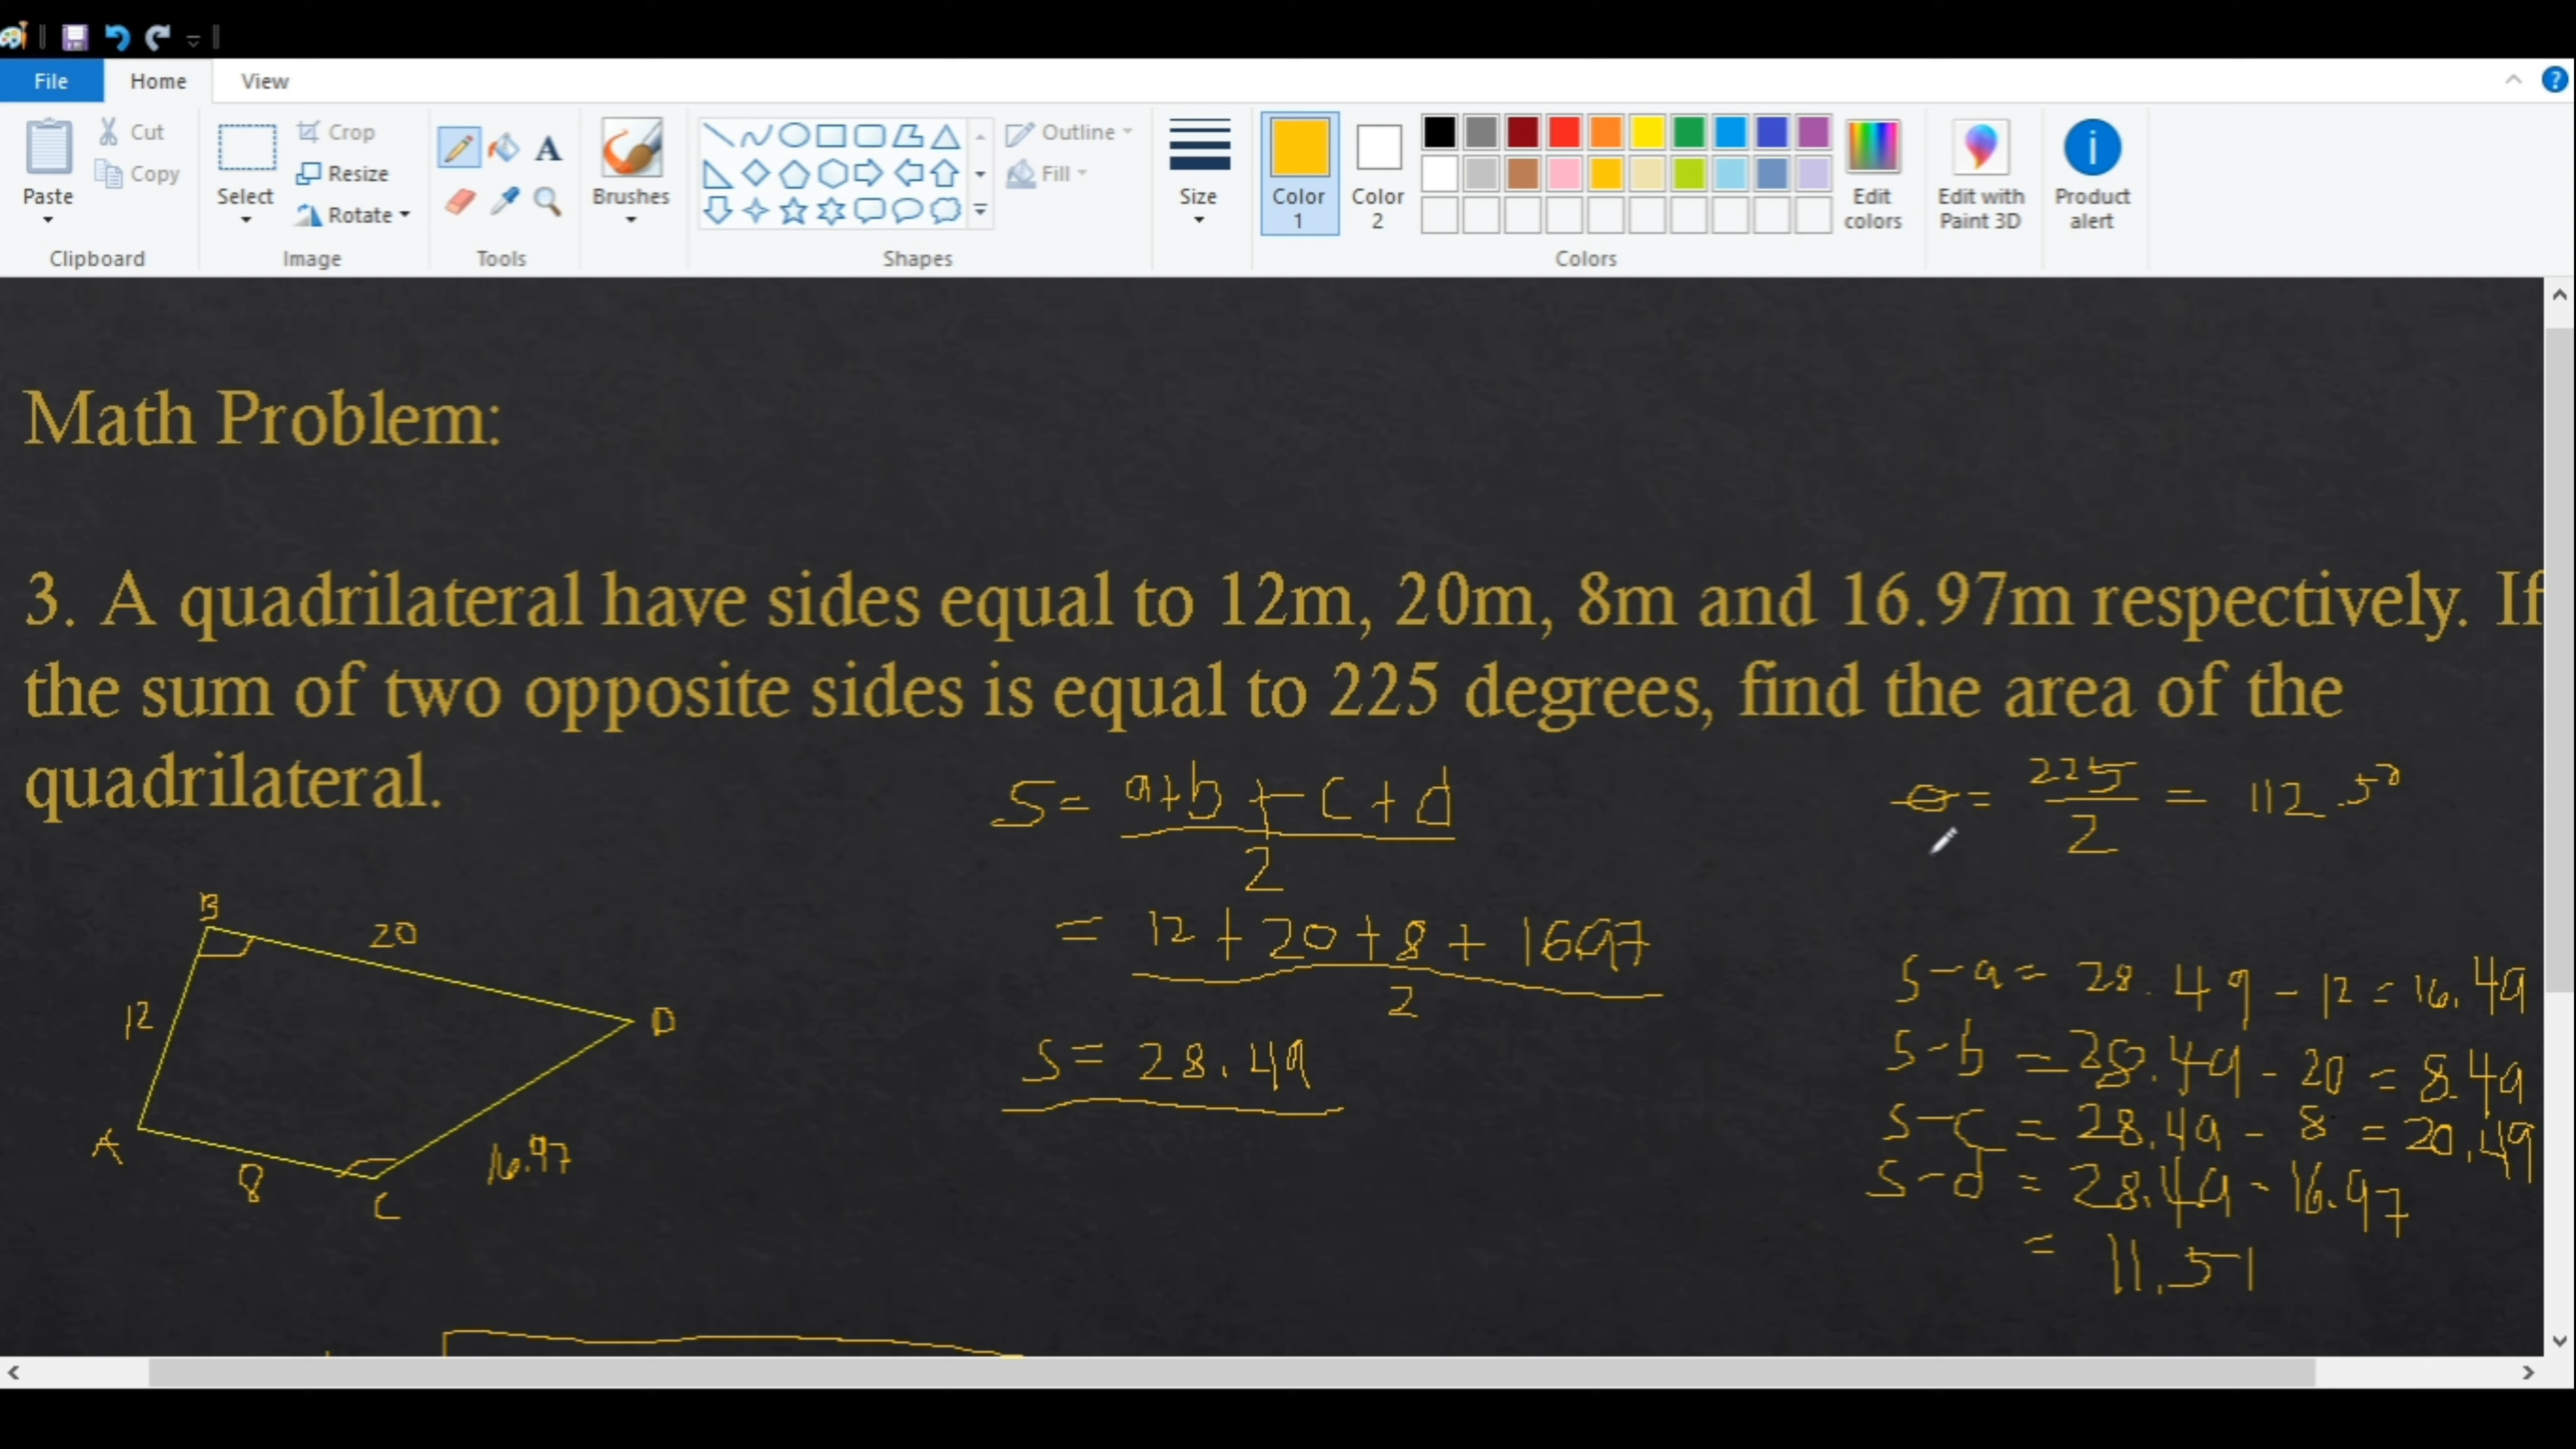 File Home View
Cut
Copy
Paste
Clipboard
Crop
Resize
Rotate
Select
Image
A
Tools
Brushes
Outline
Fill
Shapes
Size
Color 1
Color 2
Edit colors
Colors
Edit with Paint 3D
Product alert
Math Problem:
3. A quadrilateral have sides equal to 12m, 20m, 8m and 16.97m respectively. If
the sum of two opposite sides is equal to 225 degrees, find the area of the
quadrilateral.
S = a+b+c+d
2
= 12+20+8+1697
2
S = 28.49
θ = 225/2 = 112.5°
S-a = 28.49 - 12 = 16.49
S-b = 28.49 - 20 = 8.49
S-c = 28.49 - 8 = 20.49
S-d = 28.49 - 16.97
= 11.51
B
20
12
D
A
8
C
16.97